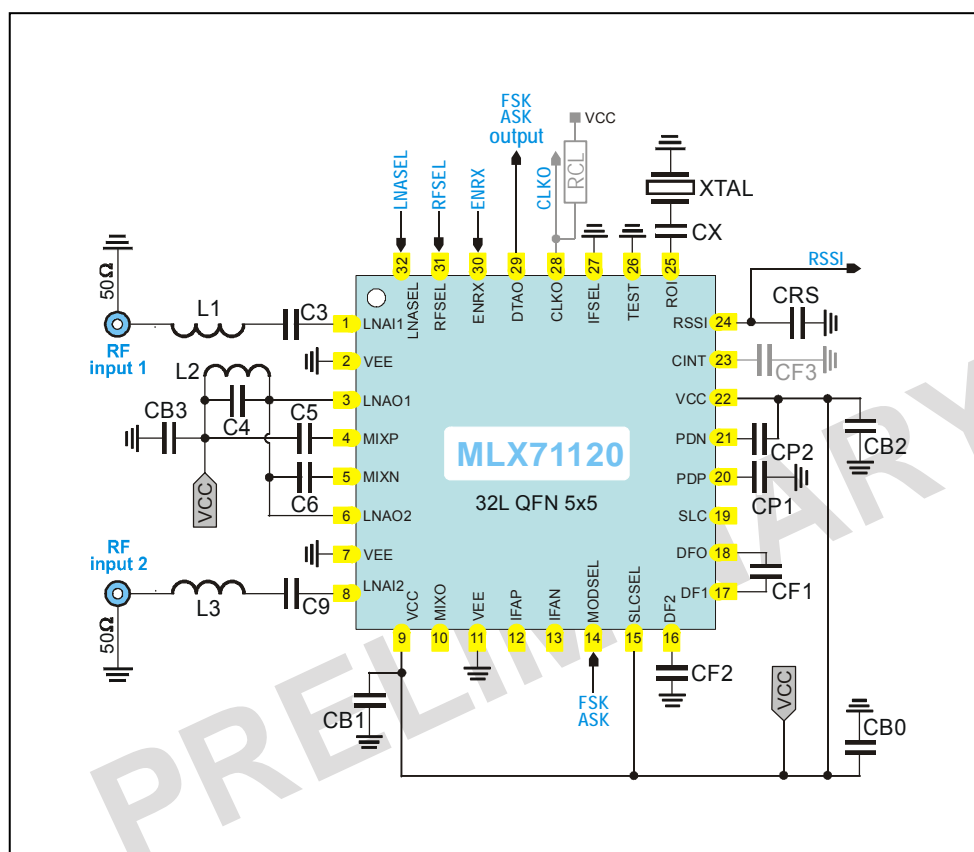 FSK
ASK
output
VCC
LNASEL
RFSEL
ENRX
CLKO
RCL
XTAL
CX
RSSI
32
31
30
29
28
27
26
25
LNASEL
RFSEL
ENRX
DTAO
CLKO
IFSEL
TEST
ROI
50Ω
RF
input 1
L1
C3
1 LNAI1
2 VEE
L2
C4
3 LNAO1
CB3
C5
4 MIXP
5 MIXN
C6
6 LNAO2
VCC
7 VEE
RF
input 2
L3
C9
8 LNAI2
50Ω
MLX71120
32L QFN 5x5
RSSI 24
CRS
CINT 23
CF3
VCC 22
PDN 21
CP2
CB2
PDP 20
CP1
SLC 19
DFO 18
DF1 17
CF1
VCC
MIXO
VEE
IFAP
IFAN
MODSEL
SLCSEL
DF2
9
10
11
12
13
14
15
16
CB1
FSK
ASK
CF2
VCC
CB0
PRELIMINARY